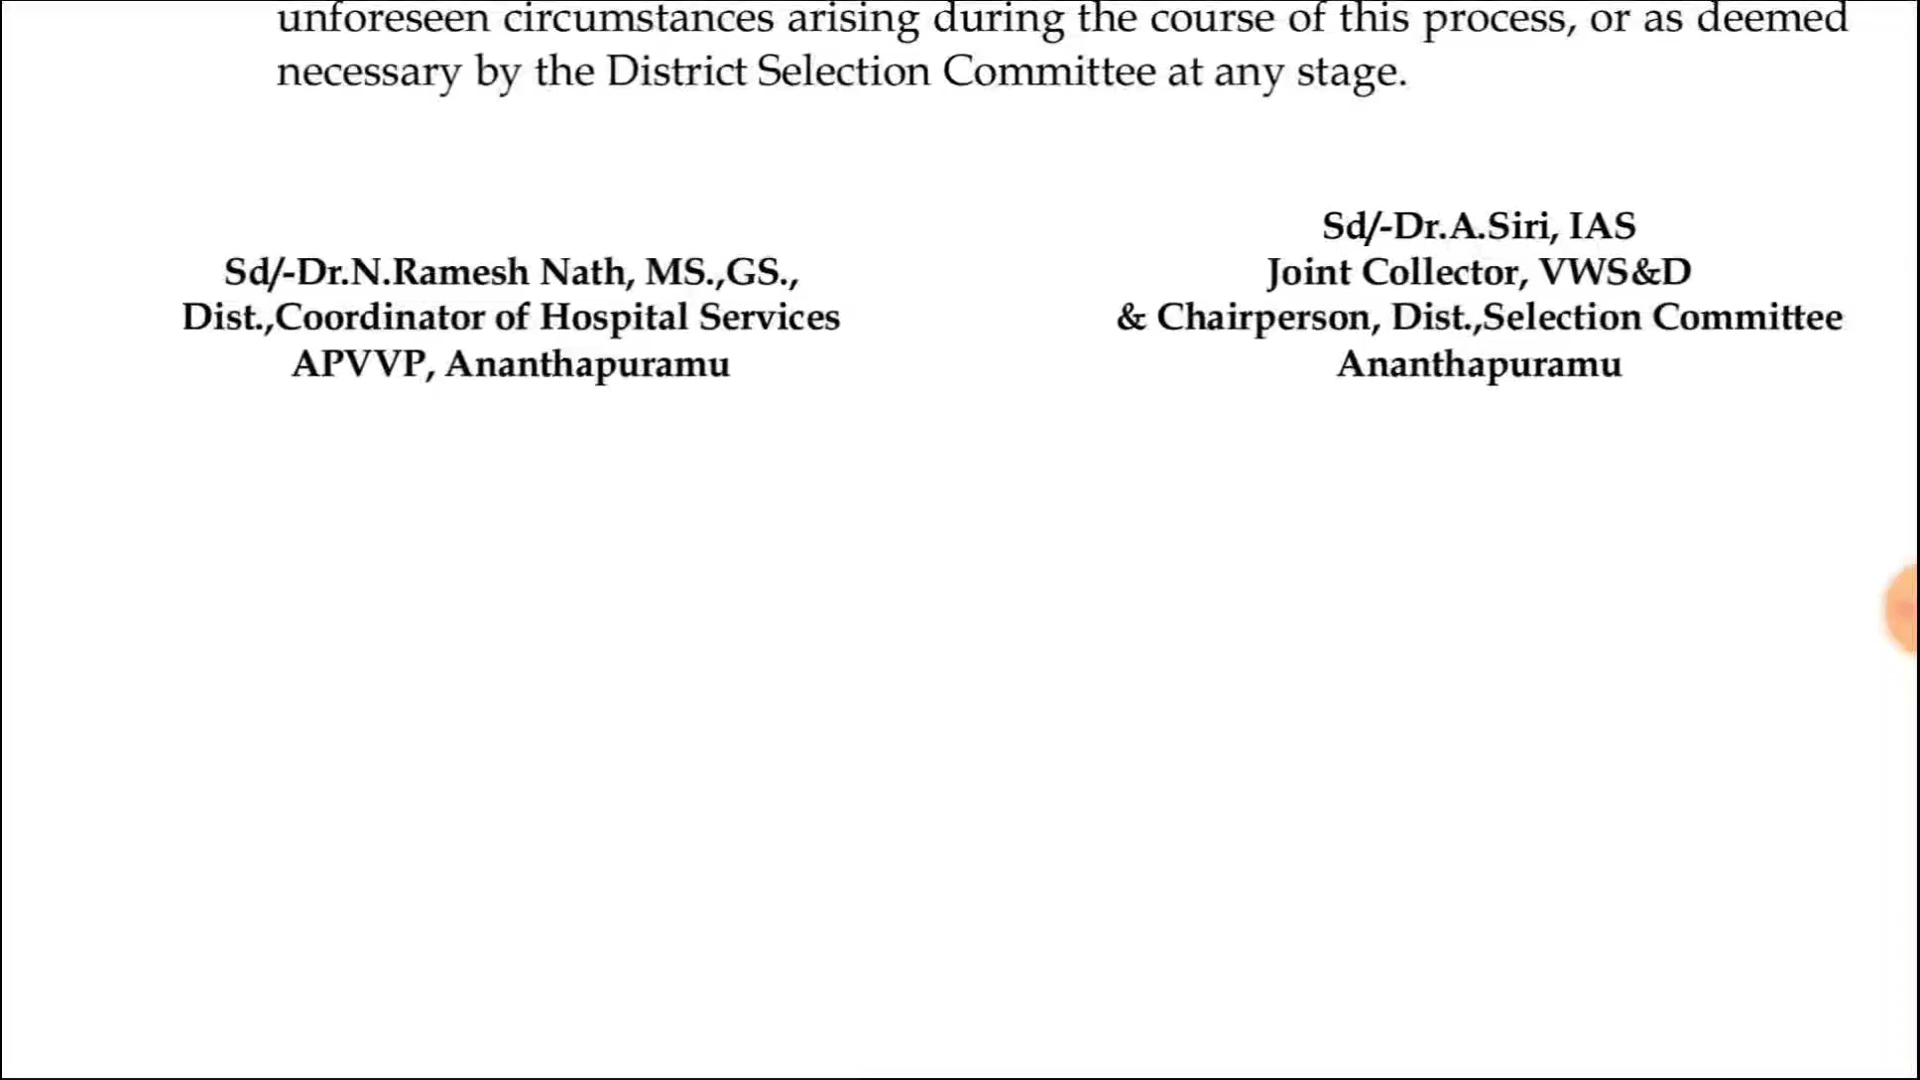 unforeseen circumstances arising during the course of this process, or as deemed
necessary by the District Selection Committee at any stage.
Sd/-Dr.N.Ramesh Nath, MS.,GS.,
Dist.,Coordinator of Hospital Services
APVVP, Ananthapuramu
Sd/-Dr.A.Siri, IAS
Joint Collector, VWS&D
& Chairperson, Dist.,Selection Committee
Ananthapuramu